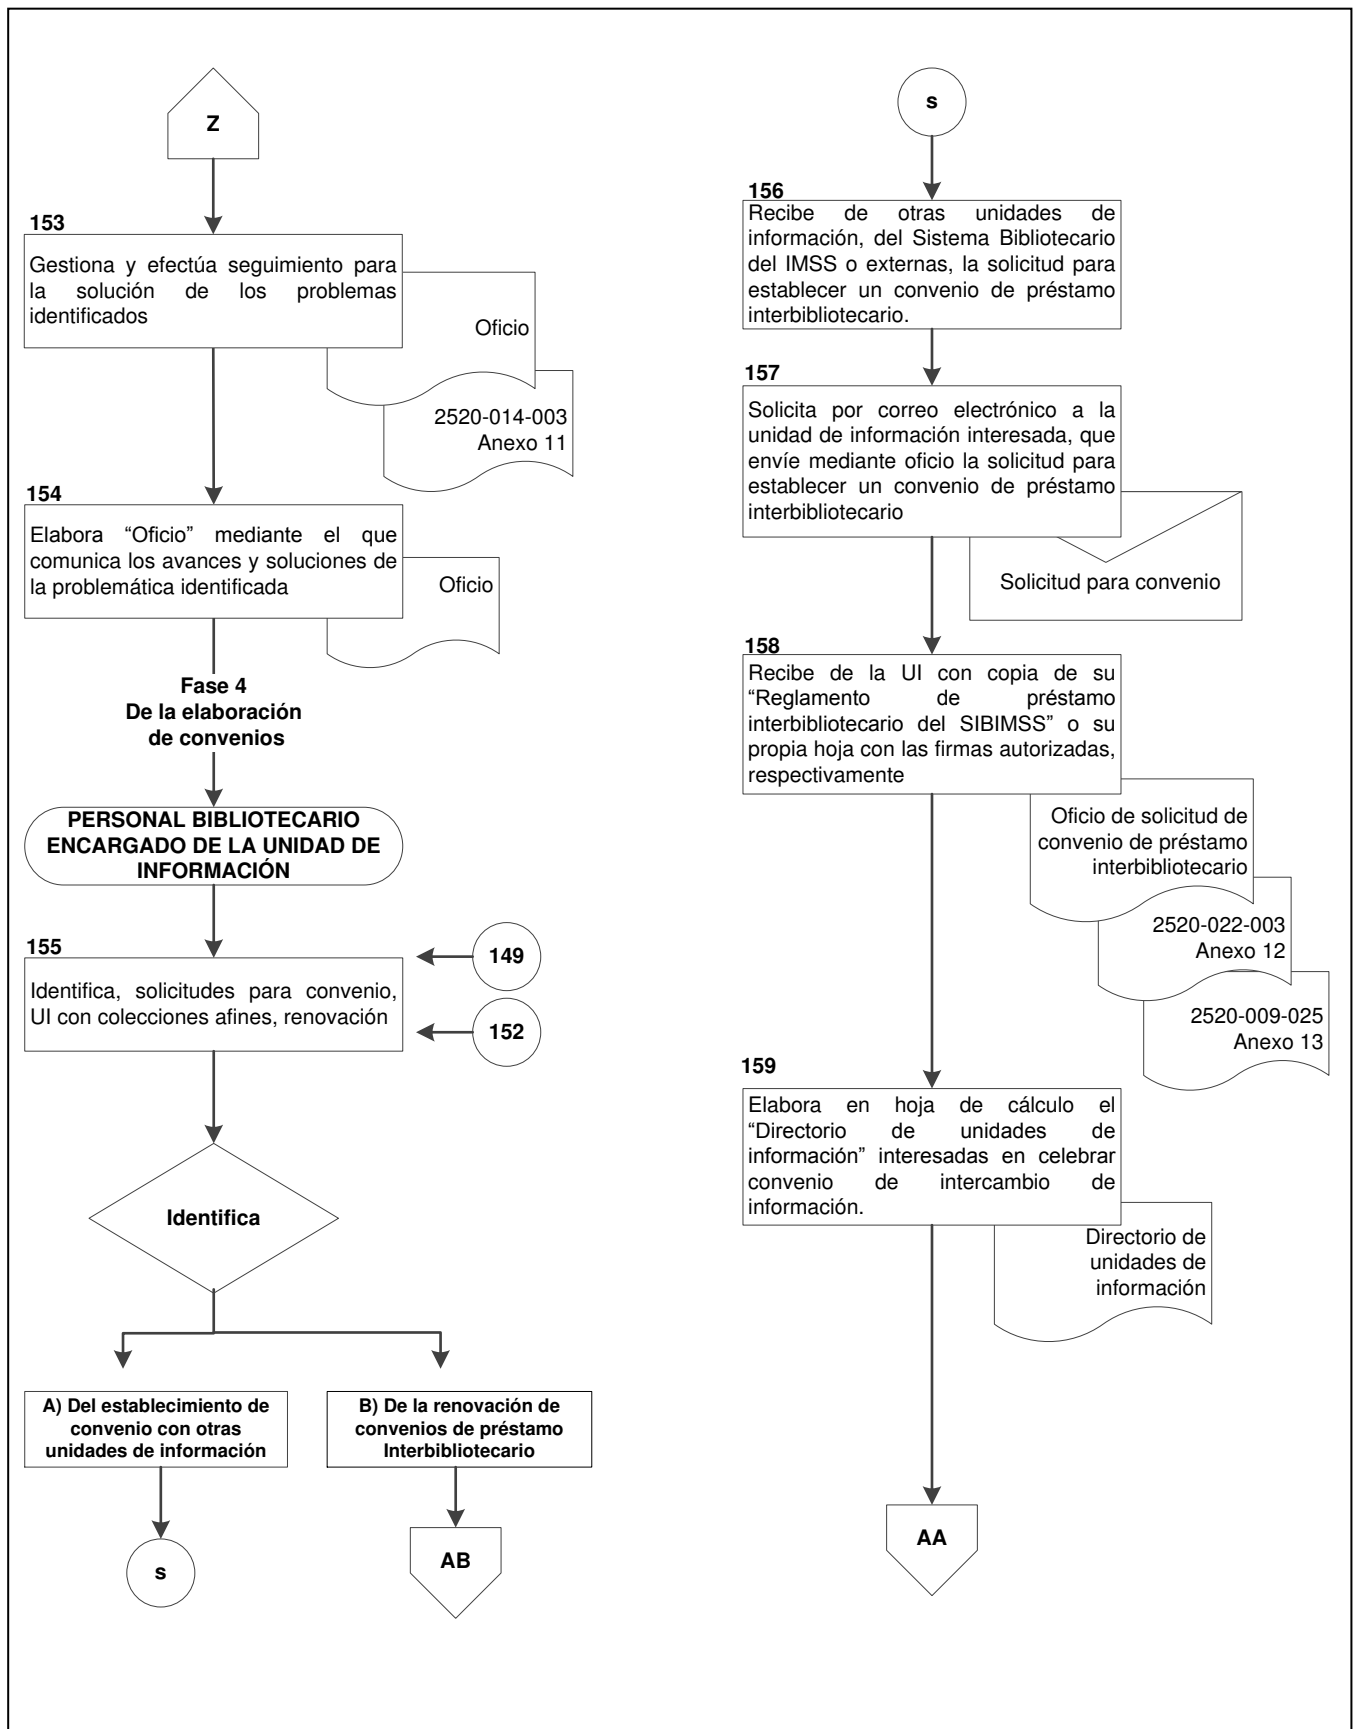 Z
153
Gestiona y efectúa seguimiento para
la solución de los problemas
identificados
Oficio
2520-014-003
Anexo 11
154
Elabora “Oficio” mediante el que
comunica los avances y soluciones de
la problemática identificada
Oficio
Fase 4
De la elaboración
de convenios
PERSONAL BIBLIOTECARIO
ENCARGADO DE LA UNIDAD DE
INFORMACIÓN
155
Identifica, solicitudes para convenio,
UI con colecciones afines, renovación
149
152
Identifica
A) Del establecimiento de
convenio con otras
unidades de información
B) De la renovación de
convenios de préstamo
Interbibliotecario
s
AB
s
156
Recibe de otras unidades de
información, del Sistema Bibliotecario
del IMSS o externas, la solicitud para
establecer un convenio de préstamo
interbibliotecario.
157
Solicita por correo electrónico a la
unidad de información interesada, que
envíe mediante oficio la solicitud para
establecer un convenio de préstamo
interbibliotecario
Solicitud para convenio
158
Recibe de la UI con copia de su
“Reglamento de préstamo
interbibliotecario del SIBIMSS” o su
propia hoja con las firmas autorizadas,
respectivamente
Oficio de solicitud de
convenio de préstamo
interbibliotecario
2520-022-003
Anexo 12
2520-009-025
Anexo 13
159
Elabora en hoja de cálculo el
“Directorio de unidades de
información” interesadas en celebrar
convenio de intercambio de
información.
Directorio de
unidades de
información
AA